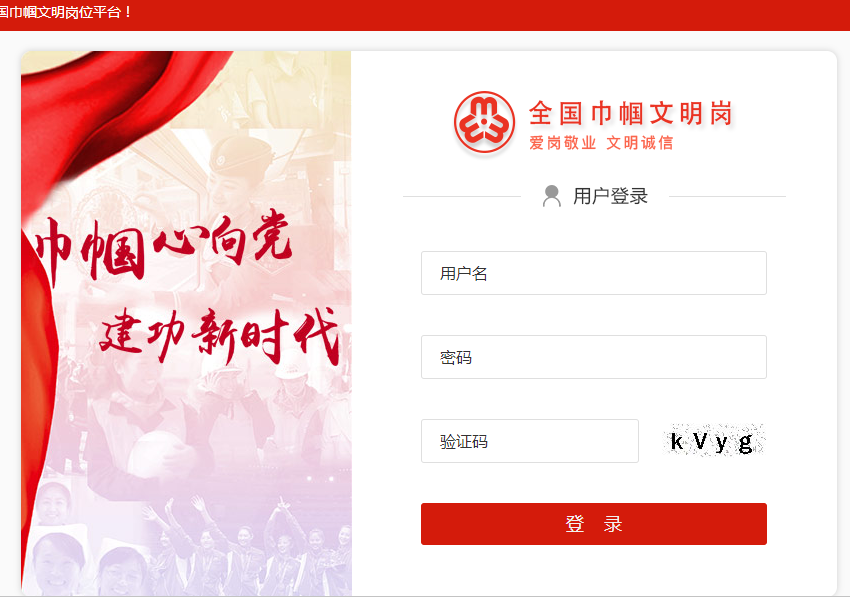 国巾帼文明岗位平台！
巾帼心向党
建功新时代
全国巾帼文明岗
爱岗敬业 文明诚信
用户登录
用户名
密码
验证码
kVyg
登 录